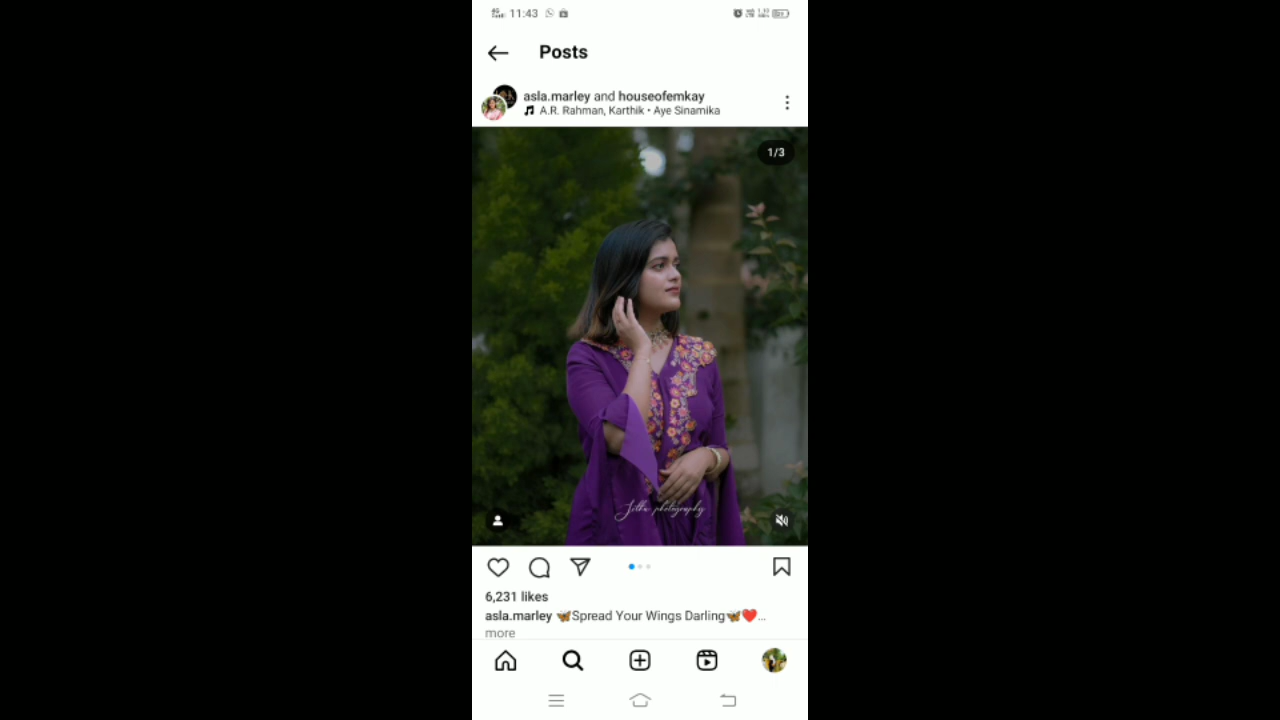 11:43
Posts
asla.marley and houseofemkay
A.R. Rahman, Karthik • Aye Sinamika
1/3
photography
6,231 likes
asla.marley 🦋Spread Your Wings Darling🦋❤️...
more